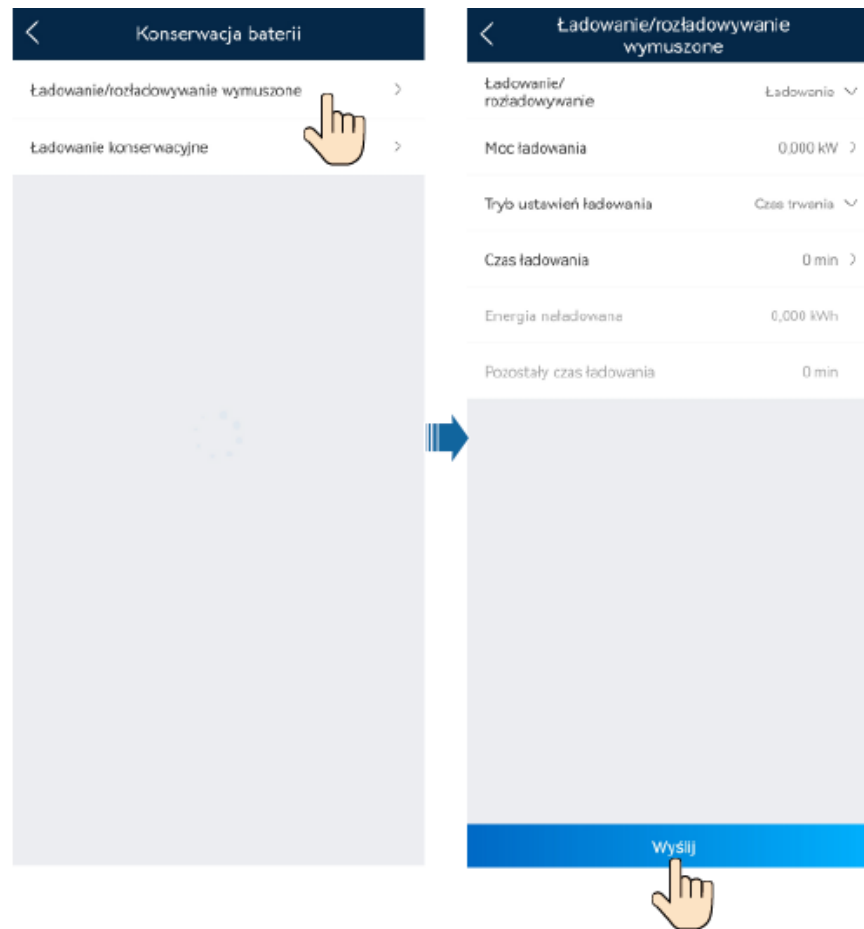 Konserwacja baterii
Ładowanie/rozładowywanie wymuszone
Ładowanie konserwacyjne
Ładowanie/rozładowywanie
wymuszone
Ładowanie/
rozładowywanie
Ładowanie
Moc ładowania
0,000 kW
Tryb ustawień ładowania
Czas trwania
Czas ładowania
0 min
Energia naładowana
0,000 kWh
Pozostały czas ładowania
0 min
Wyślij